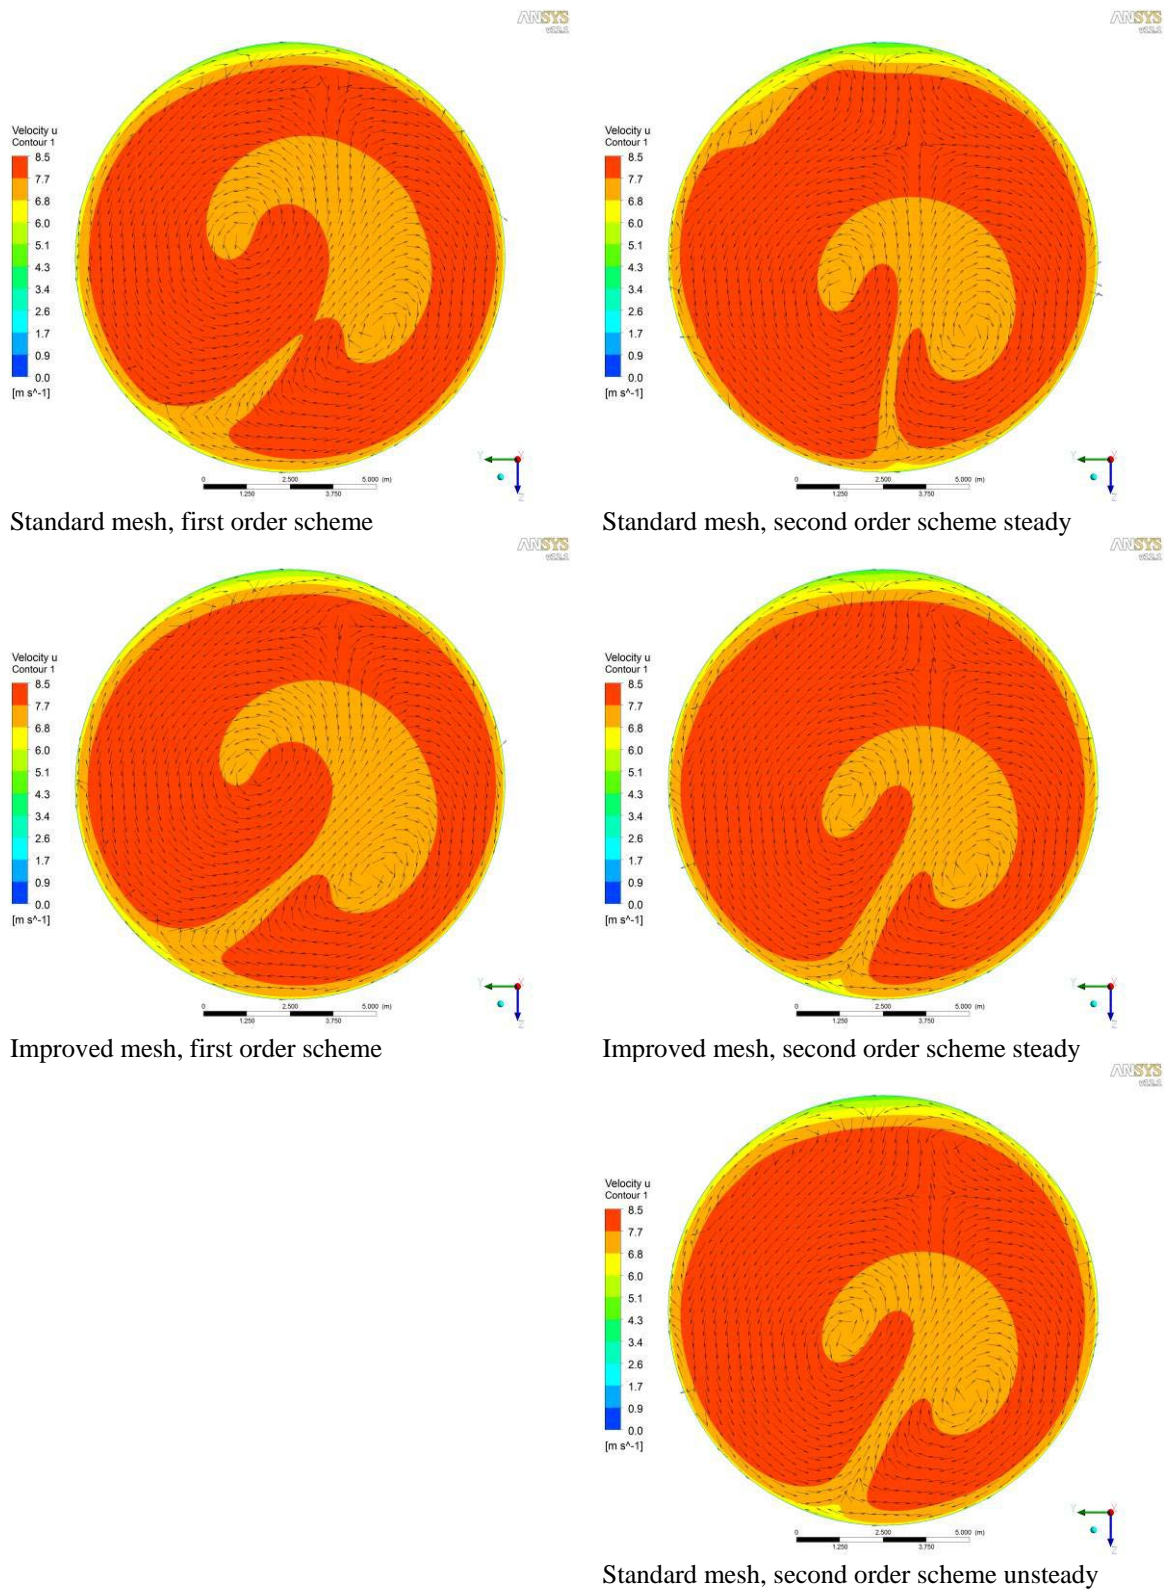 ANSYS
v12.1
Velocity u
Contour 1
8.5
7.7
6.8
6.0
5.1
4.3
3.4
2.6
1.7
0.9
0.0
[m s^-1]
Y
X
Z
0 2.500 5.000 (m)
1.250 3.750
Standard mesh, first order scheme
ANSYS
v12.1
Velocity u
Contour 1
8.5
7.7
6.8
6.0
5.1
4.3
3.4
2.6
1.7
0.9
0.0
[m s^-1]
Y
X
Z
0 2.500 5.000 (m)
1.250 3.750
Standard mesh, second order scheme steady
ANSYS
v12.1
Velocity u
Contour 1
8.5
7.7
6.8
6.0
5.1
4.3
3.4
2.6
1.7
0.9
0.0
[m s^-1]
Y
X
Z
0 2.500 5.000 (m)
1.250 3.750
Improved mesh, first order scheme
ANSYS
v12.1
Velocity u
Contour 1
8.5
7.7
6.8
6.0
5.1
4.3
3.4
2.6
1.7
0.9
0.0
[m s^-1]
Y
X
Z
0 2.500 5.000 (m)
1.250 3.750
Improved mesh, second order scheme steady
ANSYS
v12.1
Velocity u
Contour 1
8.5
7.7
6.8
6.0
5.1
4.3
3.4
2.6
1.7
0.9
0.0
[m s^-1]
Y
X
Z
0 2.500 5.000 (m)
1.250 3.750
Standard mesh, second order scheme unsteady